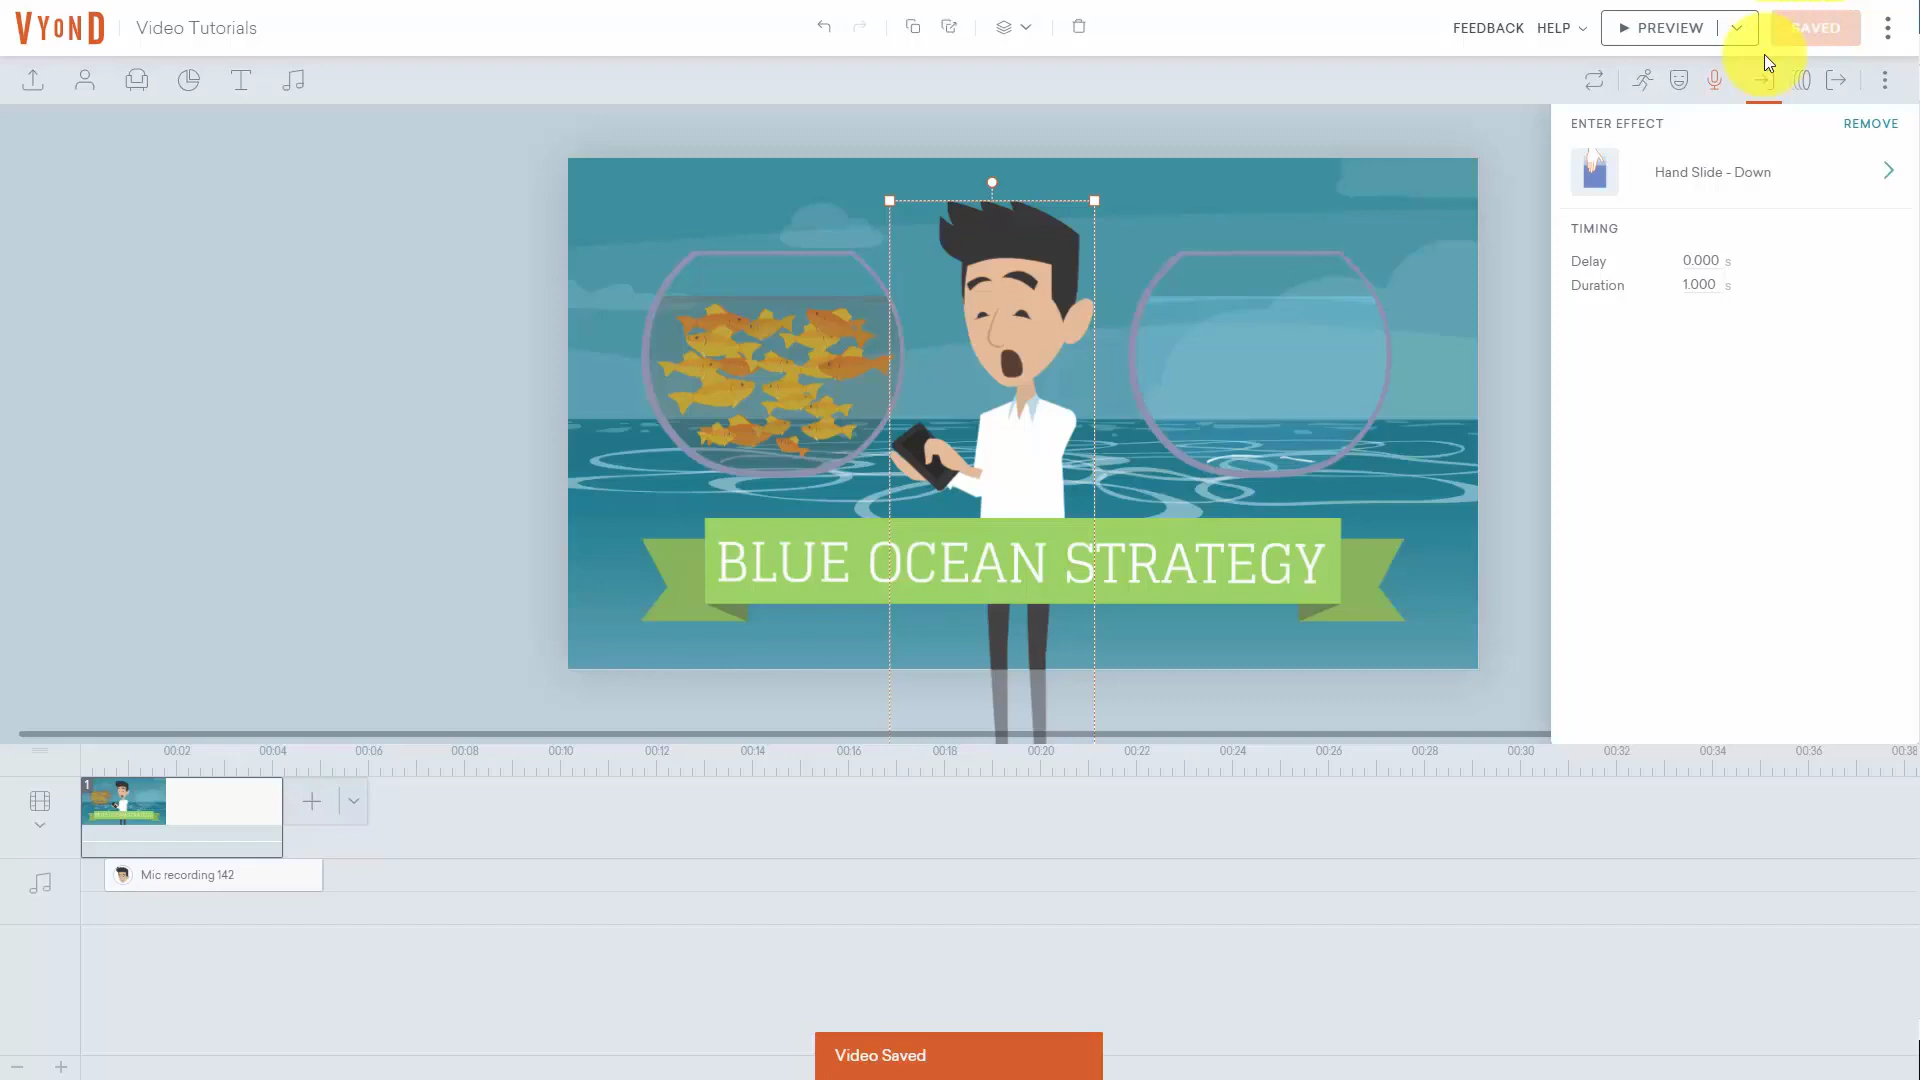 VYOND
Video Tutorials
FEEDBACK
HELP
PREVIEW
SAVED
ENTER EFFECT
REMOVE
Hand Slide - Down
TIMING
Delay
0.000 s
Duration
1.000 s
BLUE OCEAN STRATEGY
00:02 00:04 00:06 00:08 00:10 00:12 00:14 00:16 00:18 00:20 00:22 00:24 00:26 00:28 00:30 00:32 00:34 00:36 00:38
1
Mic recording 142
Video Saved